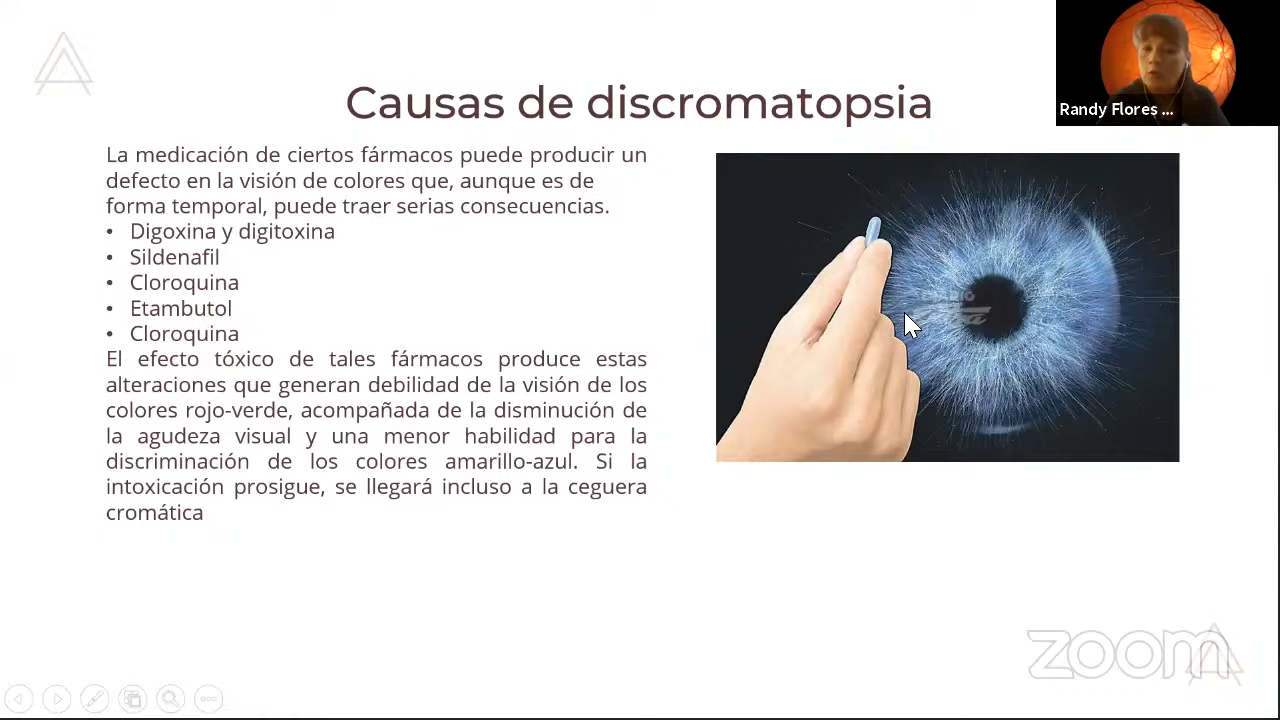 Causas de discromatopsia
Randy Flores ...
La medicación de ciertos fármacos puede producir un
defecto en la visión de colores que, aunque es de
forma temporal, puede traer serias consecuencias.
• Digoxina y digitoxina
• Sildenafil
• Cloroquina
• Etambutol
• Cloroquina
El efecto tóxico de tales fármacos produce estas
alteraciones que generan debilidad de la visión de los
colores rojo-verde, acompañada de la disminución de
la agudeza visual y una menor habilidad para la
discriminación de los colores amarillo-azul. Si la
intoxicación prosigue, se llegará incluso a la ceguera
cromática
zoom